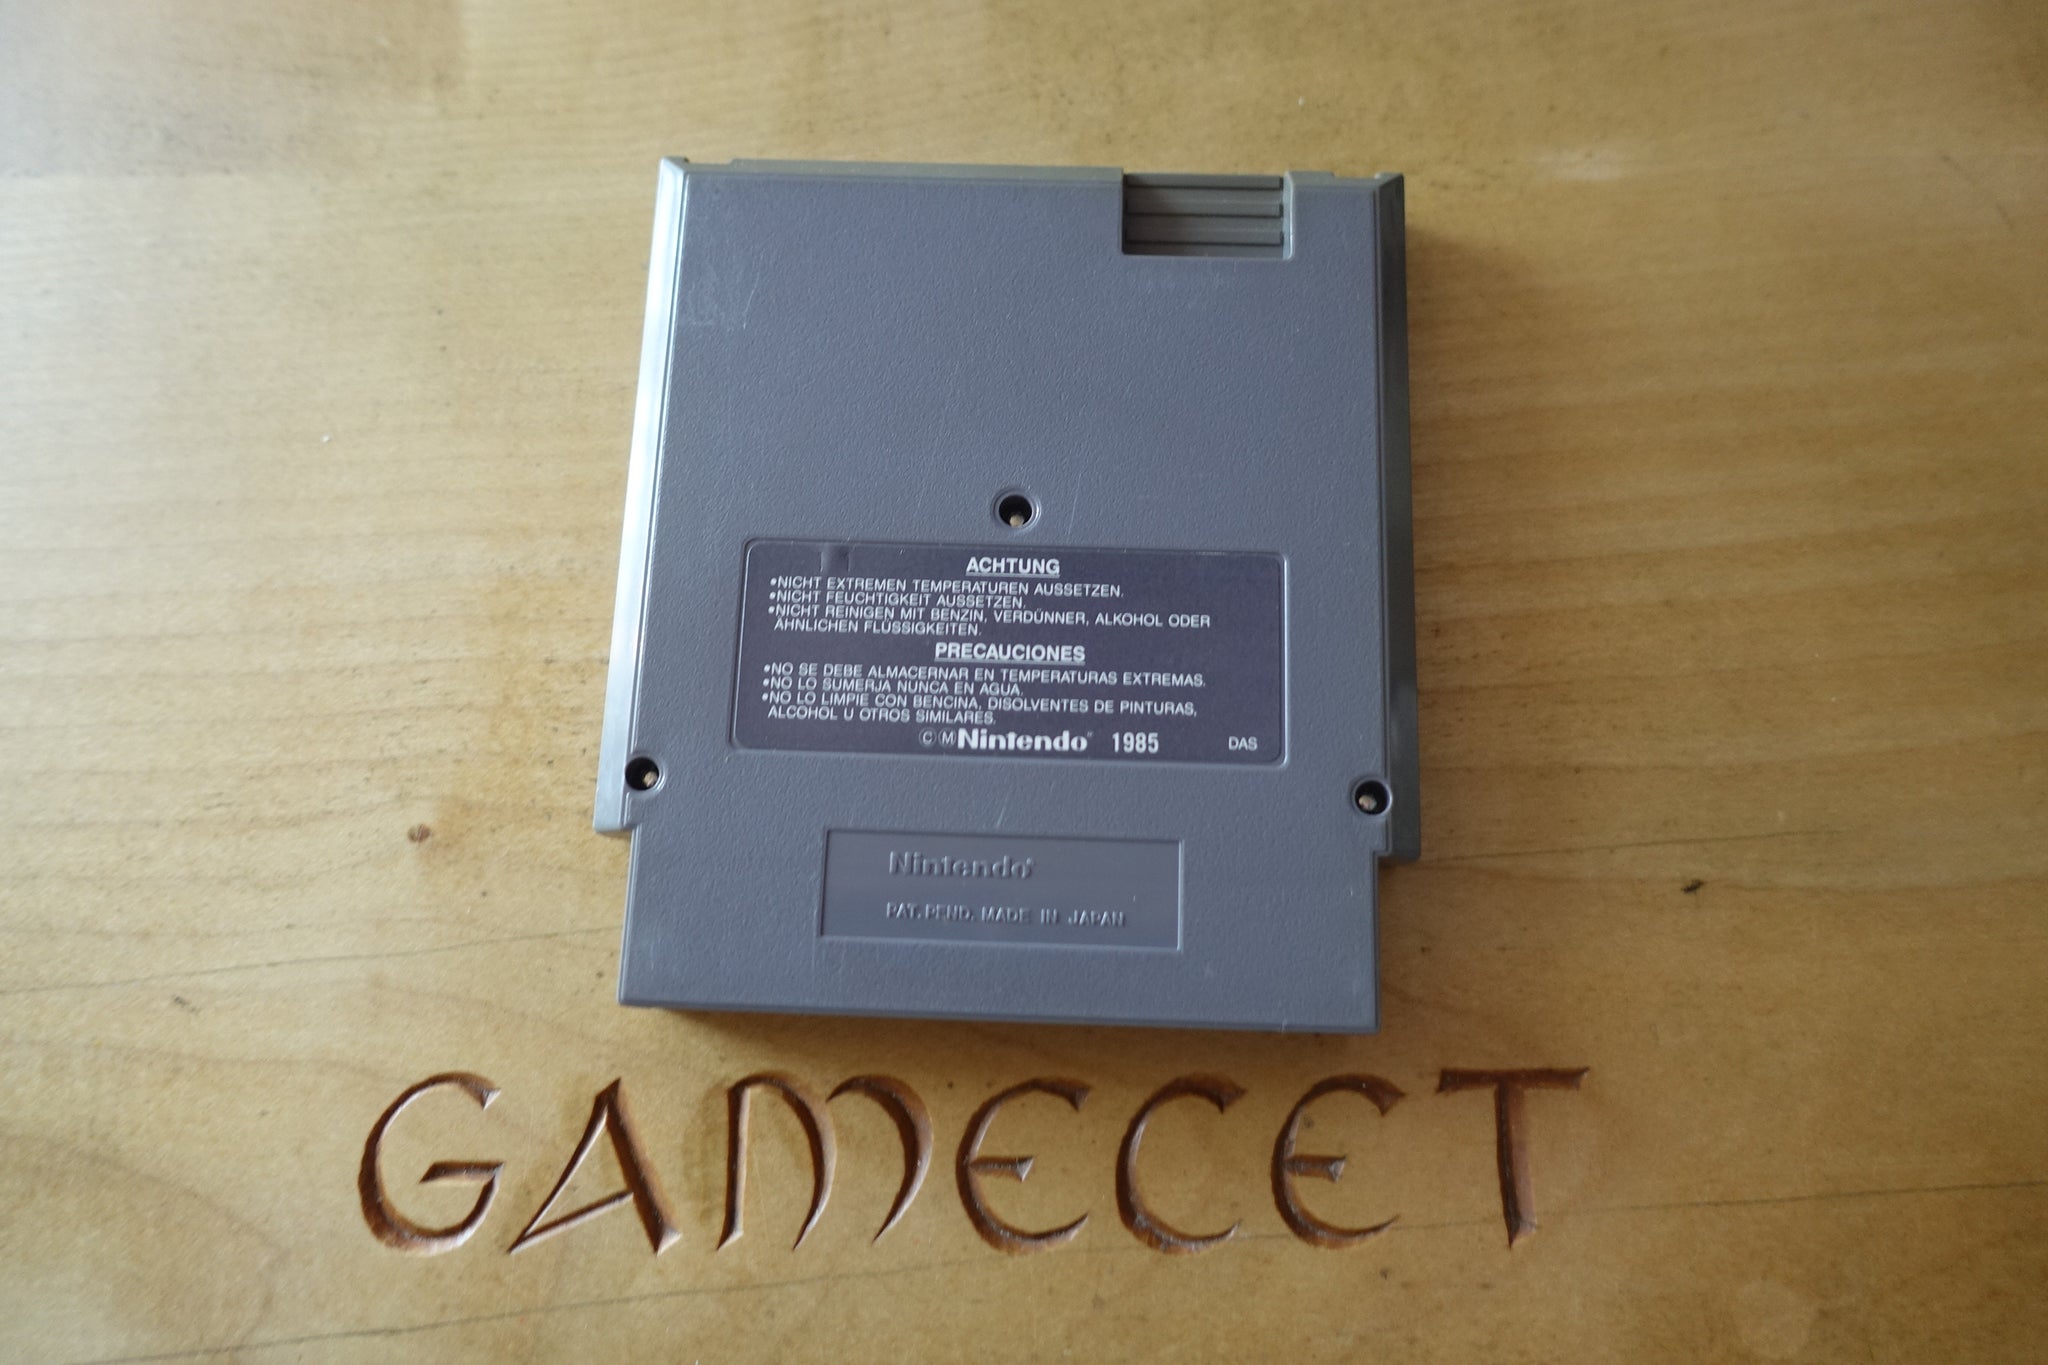 ACHTUNG
•NICHT EXTREMEN TEMPERATUREN AUSSETZEN.
•NICHT FEUCHTIGKEIT AUSSETZEN.
•NICHT REINIGEN MIT BENZIN, VERDÜNNER, ALKOHOL ODER
ÄHNLICHEN FLÜSSIGKEITEN.
PRECAUCIONES
•NO SE DEBE ALMACERNAR EN TEMPERATURAS EXTREMAS.
•NO LO SUMERJA NUNCA EN AGUA.
•NO LO LIMPIE CON BENCINA, DISOLVENTES DE PINTURAS,
ALCOHOL U OTROS SIMILARES.
ⒸⓂNintendo® 1985 DAS
Nintendo®
PAT. PEND. MADE IN JAPAN
GAMECET